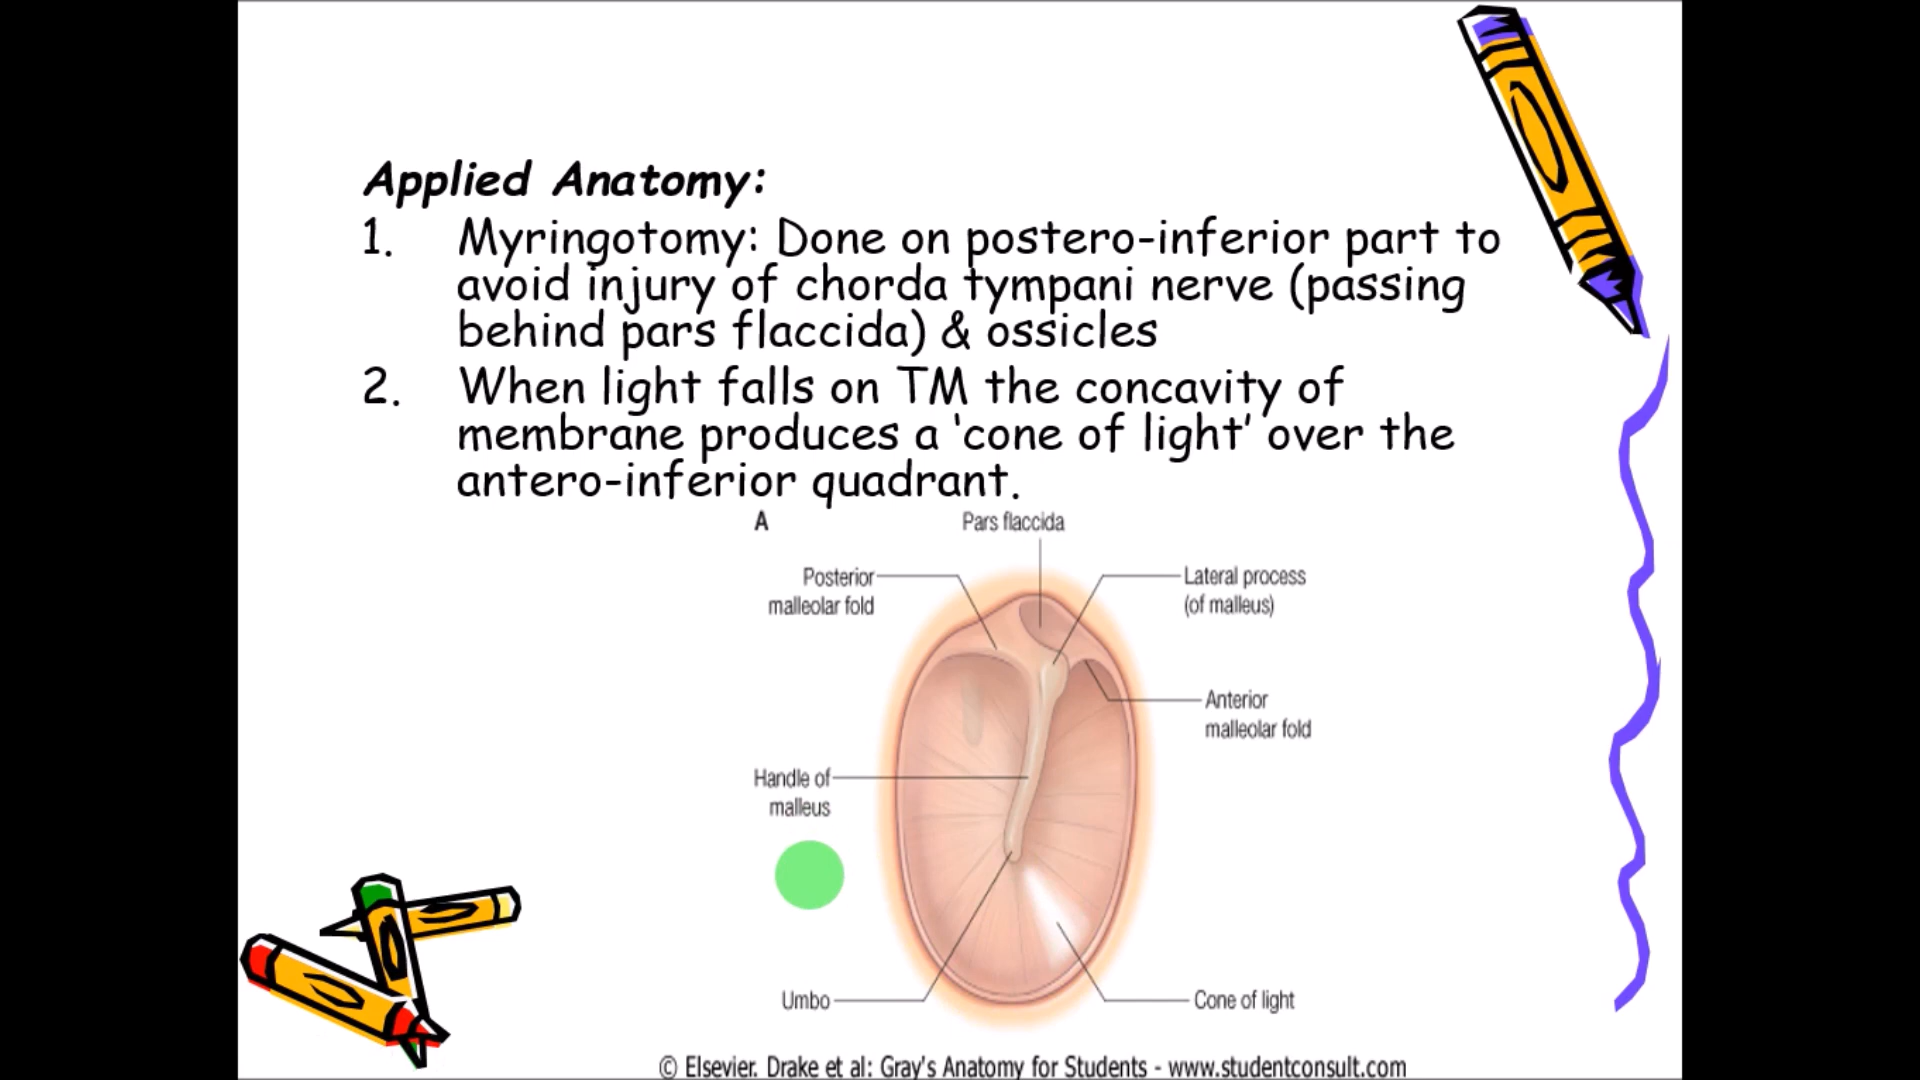 Applied Anatomy:
1. Myringotomy: Done on postero-inferior part to
avoid injury of chorda tympani nerve (passing
behind pars flaccida) & ossicles
2. When light falls on TM the concavity of
membrane produces a ‘cone of light’ over the
antero-inferior quadrant.
A
Pars flaccida
Posterior
malleolar fold
Lateral process
(of malleus)
Anterior
malleolar fold
Handle of
malleus
Umbo
Cone of light
© Elsevier. Drake et al: Gray's Anatomy for Students - www.studentconsult.com